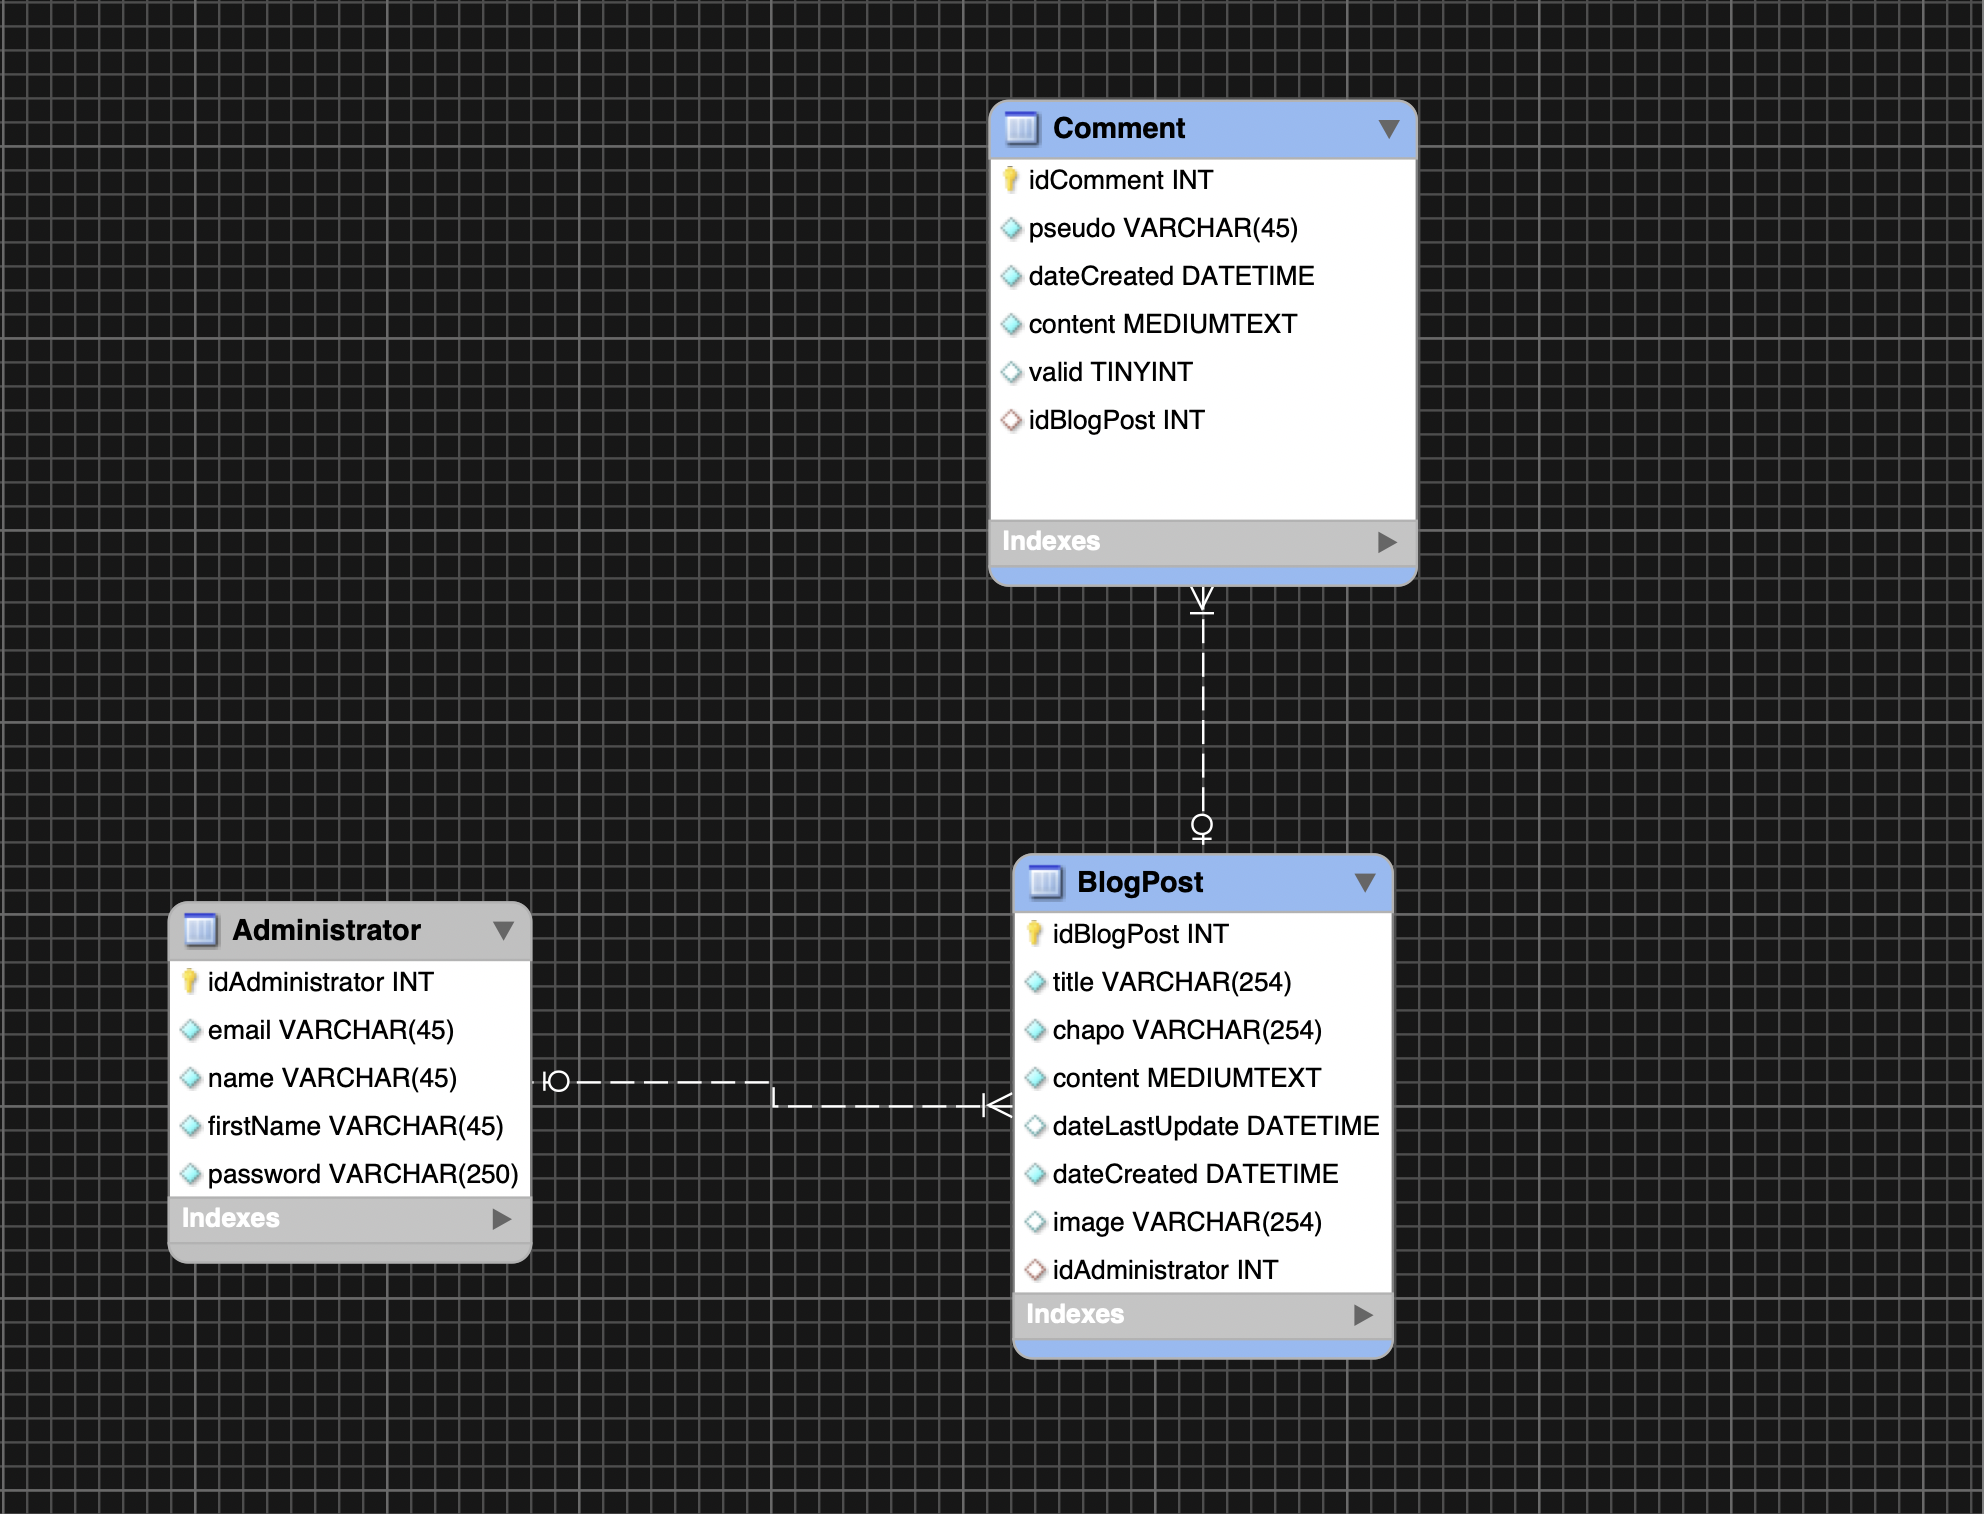 Comment
idComment INT
pseudo VARCHAR(45)
dateCreated DATETIME
content MEDIUMTEXT
valid TINYINT
idBlogPost INT
Indexes
Administrator
idAdministrator INT
email VARCHAR(45)
name VARCHAR(45)
firstName VARCHAR(45)
password VARCHAR(250)
Indexes
BlogPost
idBlogPost INT
title VARCHAR(254)
chapo VARCHAR(254)
content MEDIUMTEXT
dateLastUpdate DATETIME
dateCreated DATETIME
image VARCHAR(254)
idAdministrator INT
Indexes